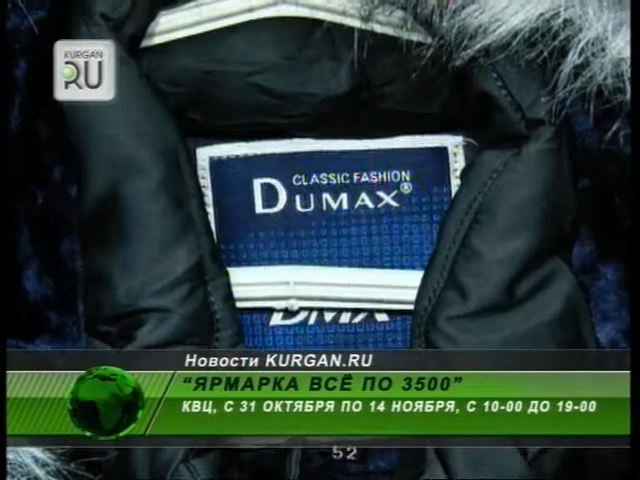 KURGAN
RU
CLASSIC FASHION
DUMAX®
DMX
Новости KURGAN.RU
"ЯРМАРКА ВСЁ ПО 3500"
КВЦ, С 31 ОКТЯБРЯ ПО 14 НОЯБРЯ, С 10-00 ДО 19-00
52